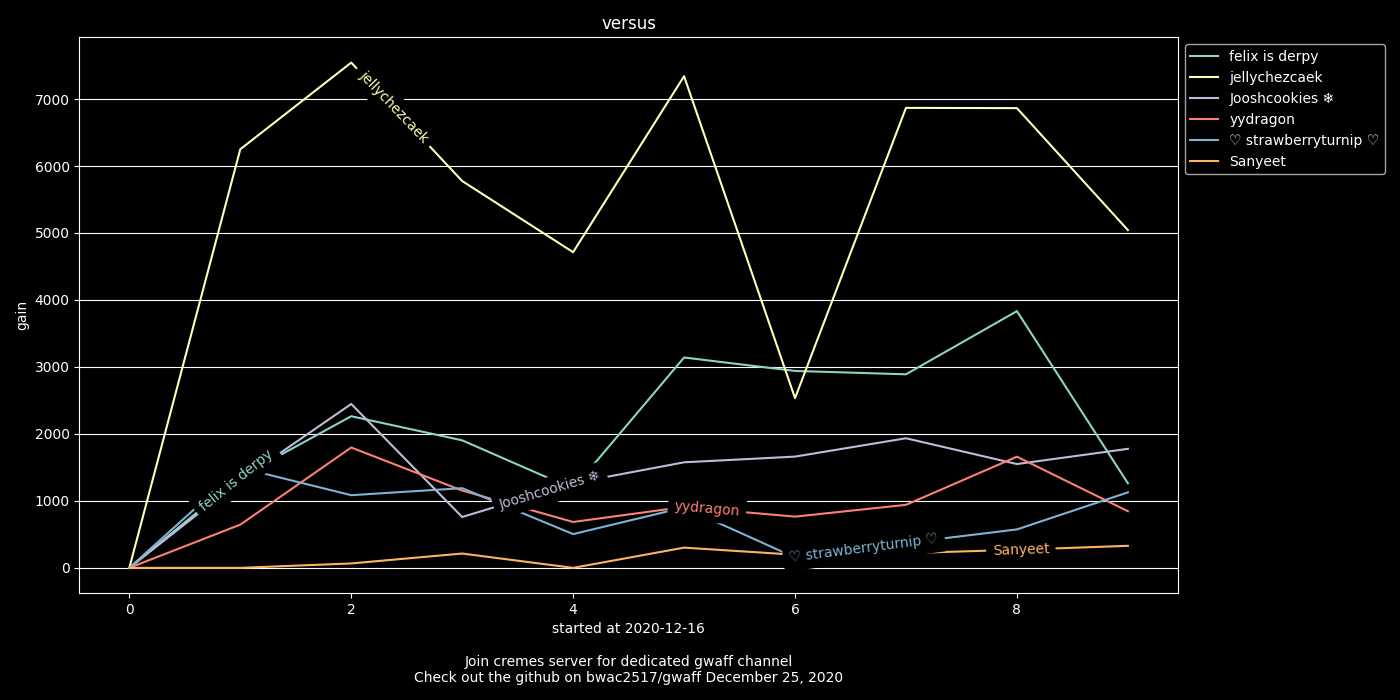 versus
felix is derpy
jellychezcaek
Jooshcookies ❄
yydragon
♡ strawberryturnip ♡
Sanyeet
7000
6000
5000
4000
3000
2000
1000
0
gain
jellychezcaek
felix is derpy
Jooshcookies ❄
yydragon
♡ strawberryturnip ♡
Sanyeet
0 2 4 6 8
started at 2020-12-16
Join cremes server for dedicated gwaff channel
Check out the github on bwac2517/gwaff December 25, 2020